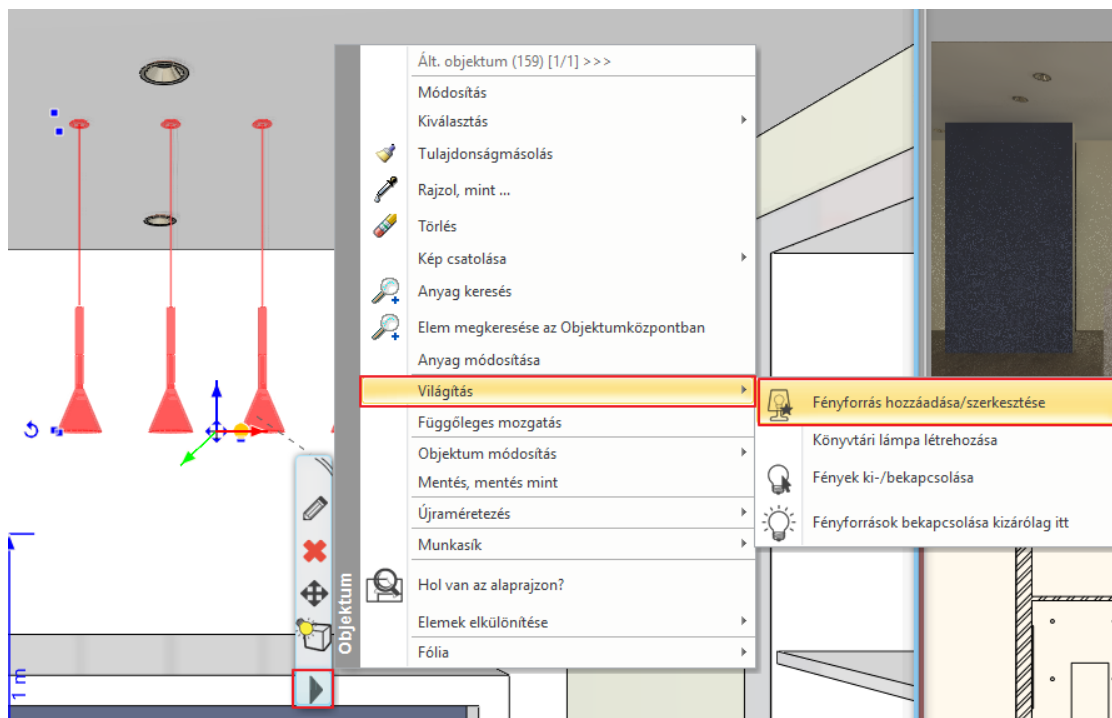 Ált. objektum (159) [1/1] >>>
Módosítás
Kiválasztás
Tulajdonságmásolás
Rajzol, mint ...
Törlés
Kép csatolása
Anyag keresés
Elem megkeresése az Objektumközpontban
Anyag módosítása
Világítás
Függőleges mozgatás
Objektum módosítás
Mentés, mentés mint
Újraméretezés
Munkasík
Hol van az alaprajzon?
Elemek elkülönítése
Fólia
Objektum
Fényforrás hozzáadása/szerkesztése
Könyvtári lámpa létrehozása
Fények ki-/bekapcsolása
Fényforrások bekapcsolása kizárólag itt
1 m